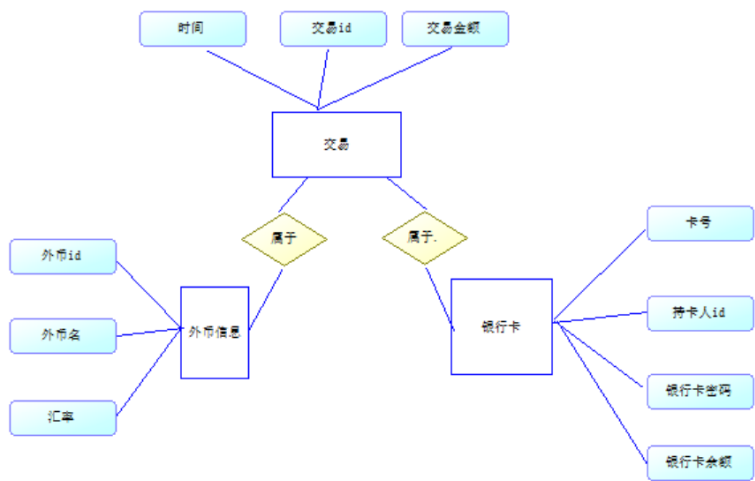 时间
交易id
交易金额
交易
属于
属于.
外币id
外币名
汇率
外币信息
银行卡
卡号
持卡人id
银行卡密码
银行卡余额